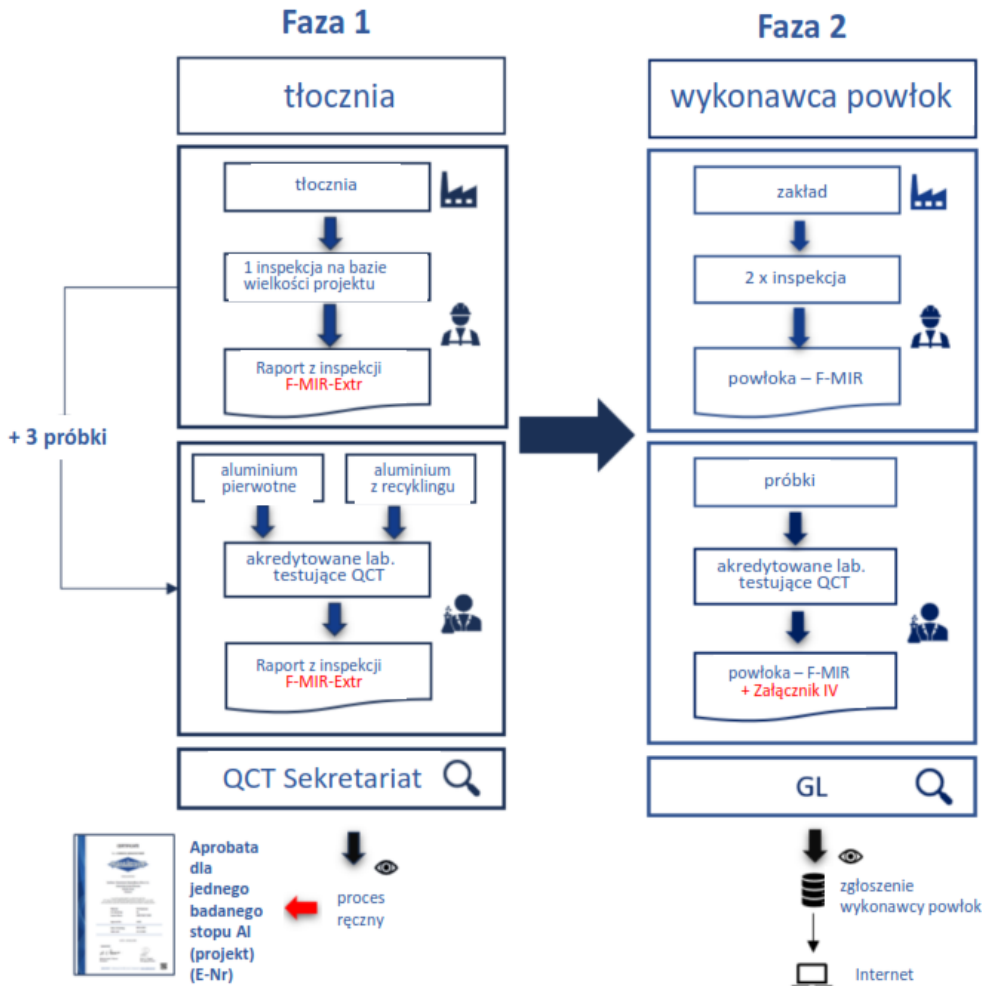 Faza 1
tłocznia
tłocznia
1 inspekcja na bazie
wielkości projektu
Raport z inspekcji
F-MIR-Extr
+ 3 próbki
aluminium
pierwotne
aluminium
z recyklingu
akredytowane lab.
testujące QCT
Raport z inspekcji
F-MIR-Extr
QCT Sekretariat
proces
ręczny
Aprobata
dla
jednego
badanego
stopu Al
(projekt)
(E-Nr)
Faza 2
wykonawca powłok
zakład
2 x inspekcja
powłoka – F-MIR
próbki
akredytowane lab.
testujące QCT
powłoka – F-MIR
+ Załącznik IV
GL
zgłoszenie
wykonawcy powłok
Internet